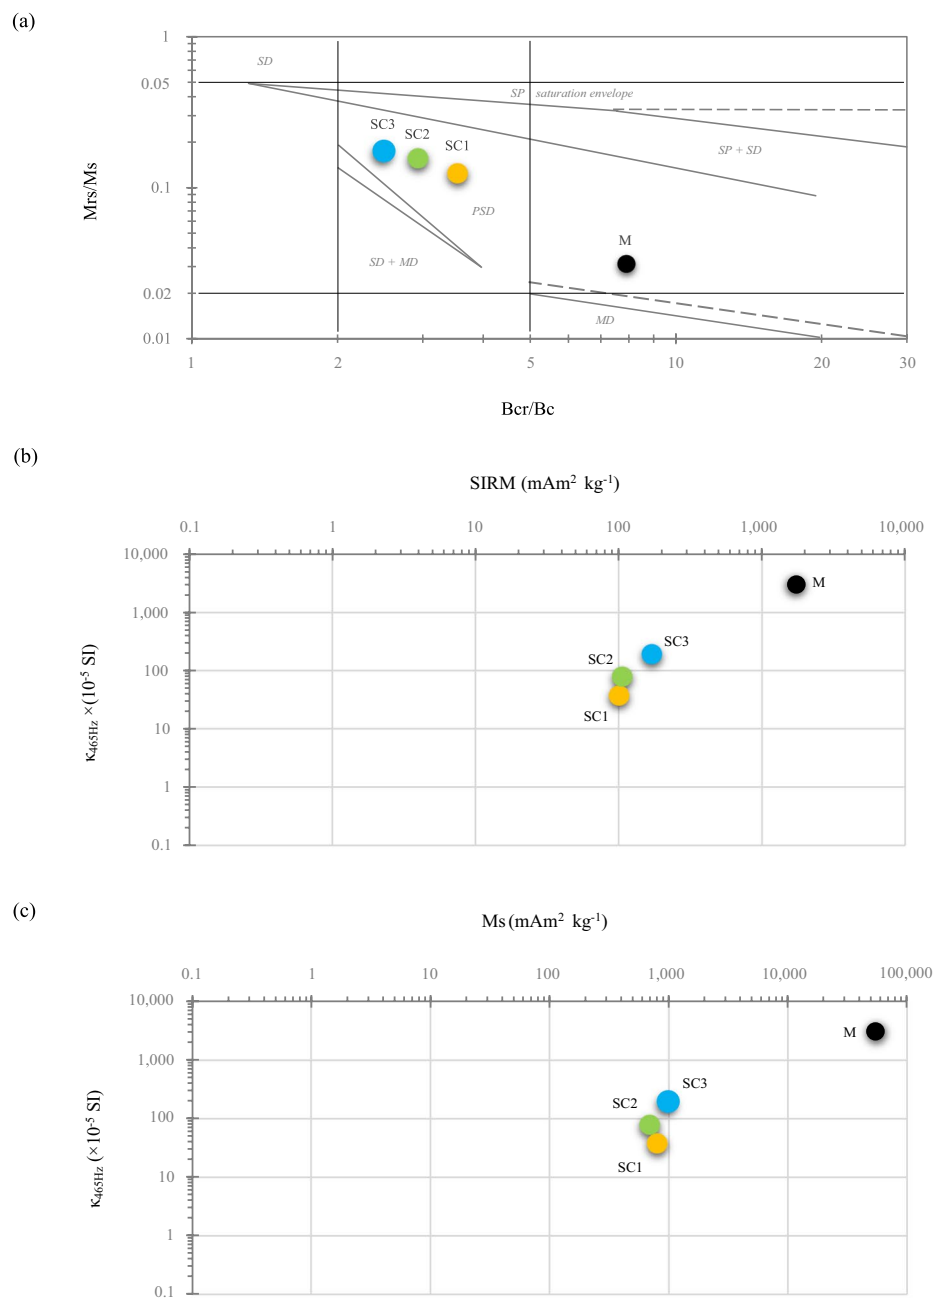 (a)
1
SD
0.05
SP saturation envelope
SC3
SC2
SC1
SP + SD
0.1
Mrs/Ms
PSD
M
SD + MD
0.02
MD
0.01
1 2 5 10 20 30
Bcr/Bc
(b)
SIRM (mAm² kg⁻¹)
0.1 1 10 100 1,000 10,000
10,000
M
1,000
SC3
SC2
100
SC1
10
κ465Hz ×(10⁻⁵ SI)
1
0.1
(c)
Ms (mAm² kg⁻¹)
0.1 1 10 100 1,000 10,000 100,000
10,000
M
1,000
SC3
SC2
100
SC1
10
κ465Hz (×10⁻⁵ SI)
1
0.1